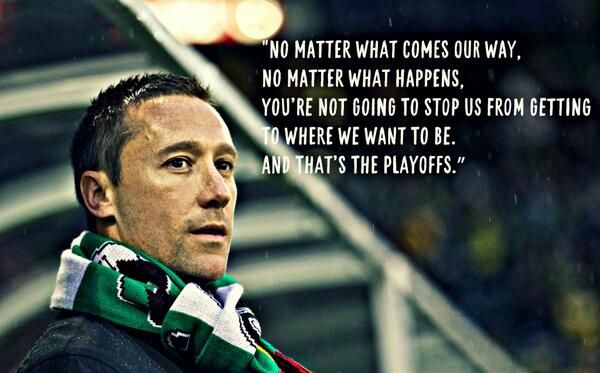 "NO MATTER WHAT COMES OUR WAY,
NO MATTER WHAT HAPPENS,
YOU'RE NOT GOING TO STOP US FROM GETTING
TO WHERE WE WANT TO BE.
AND THAT'S THE PLAYOFFS."